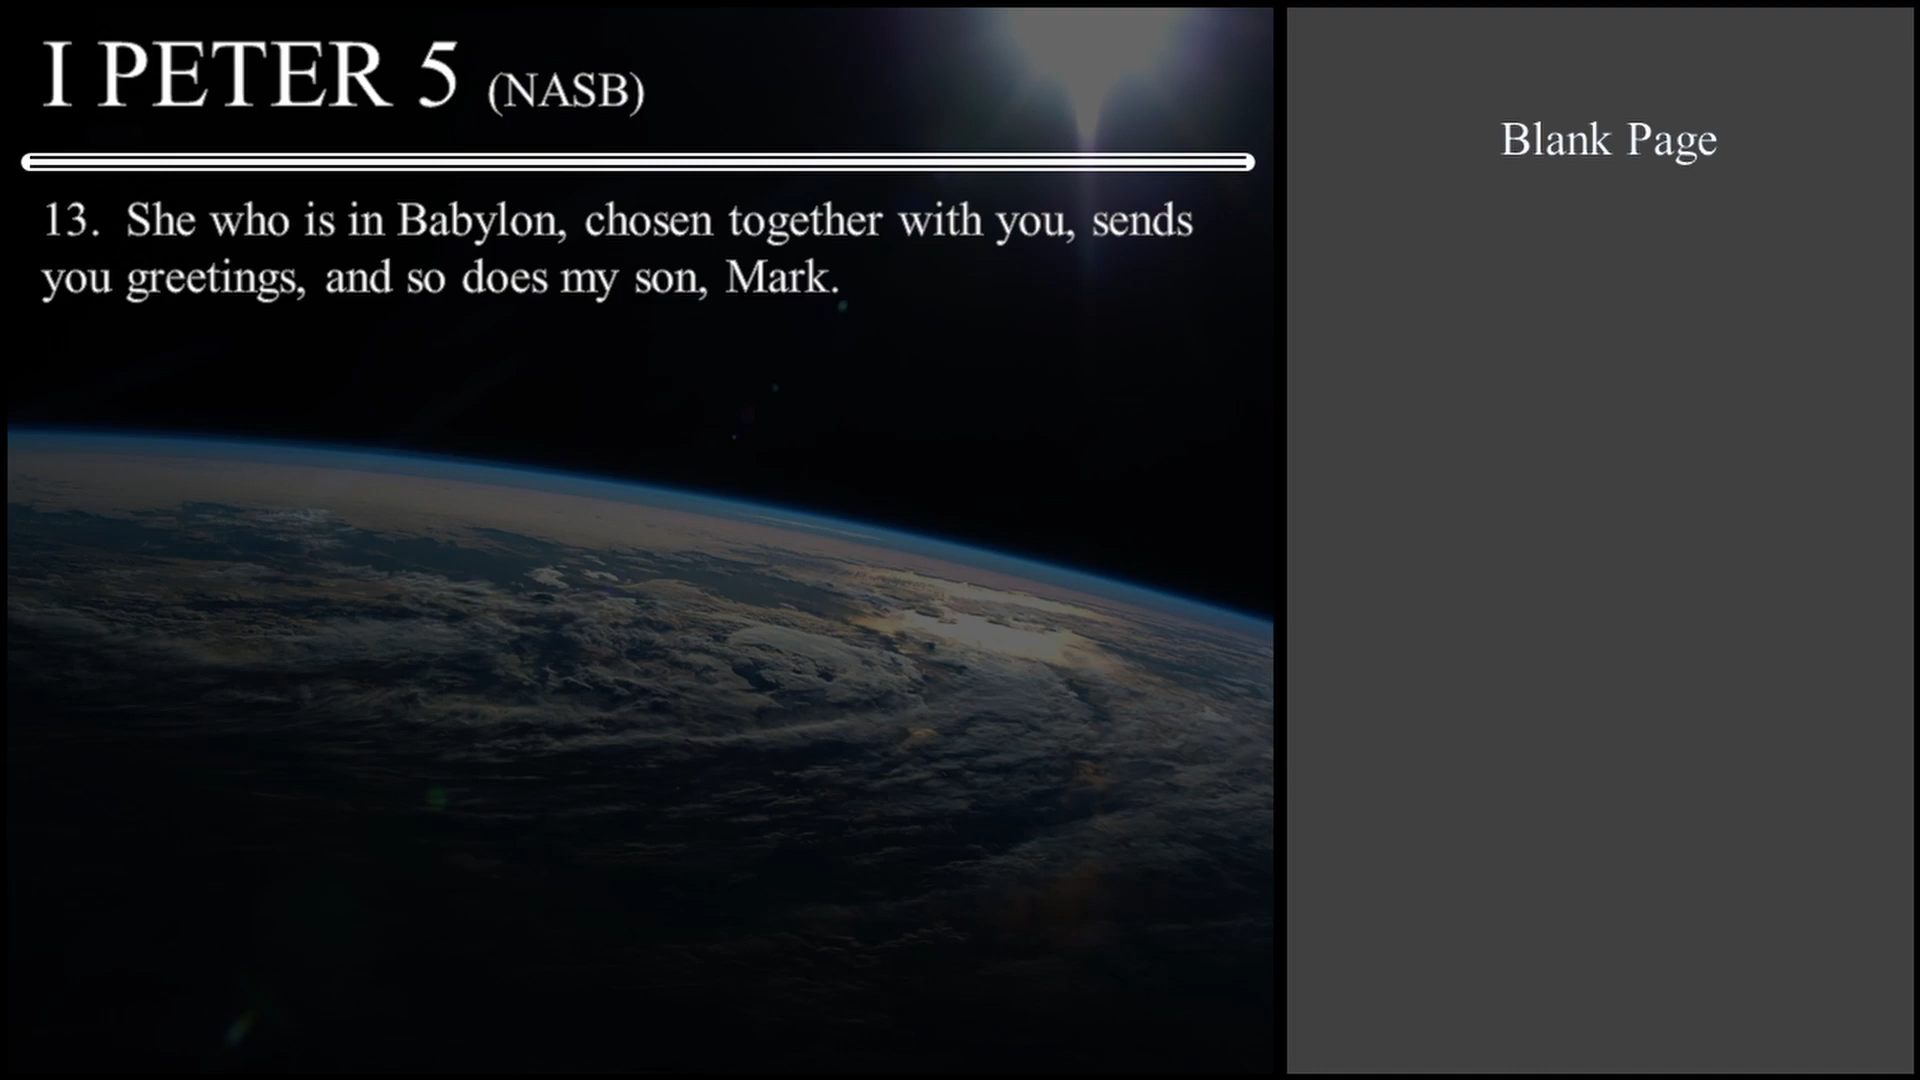 I PETER 5 (NASB)
13. She who is in Babylon, chosen together with you, sends
you greetings, and so does my son, Mark.
Blank Page